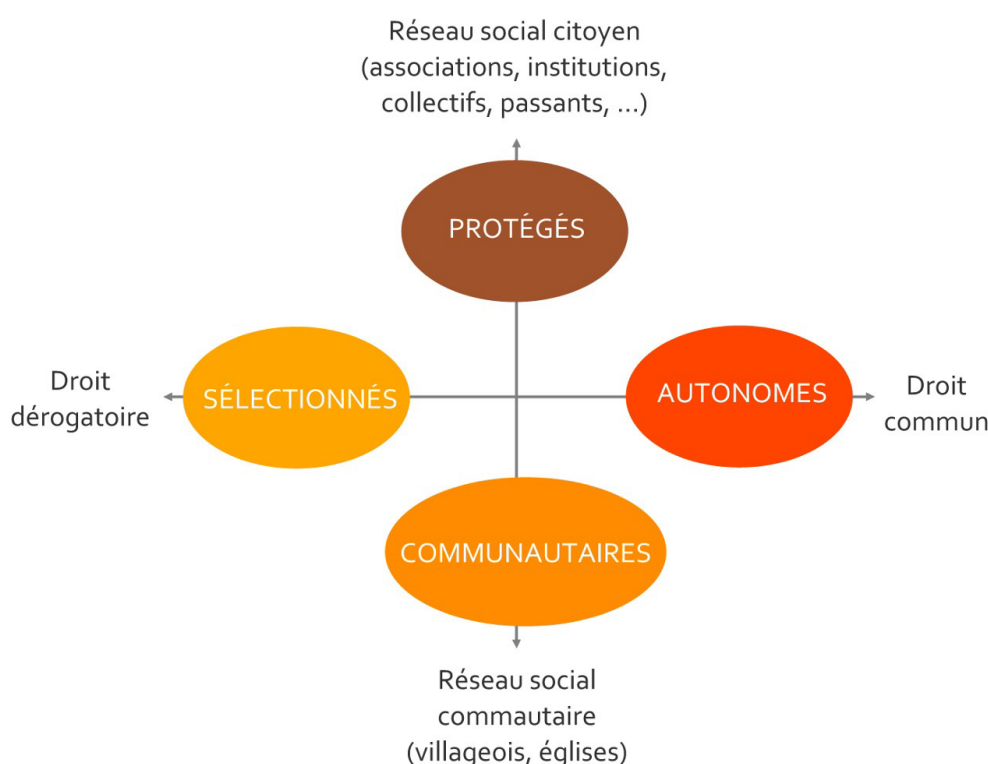 Réseau social citoyen
(associations, institutions,
collectifs, passants, ...)
PROTÉGÉS
Droit
dérogatoire
SÉLECTIONNÉS
AUTONOMES
Droit
commun
COMMUNAUTAIRES
Réseau social
commautaire
(villageois, églises)